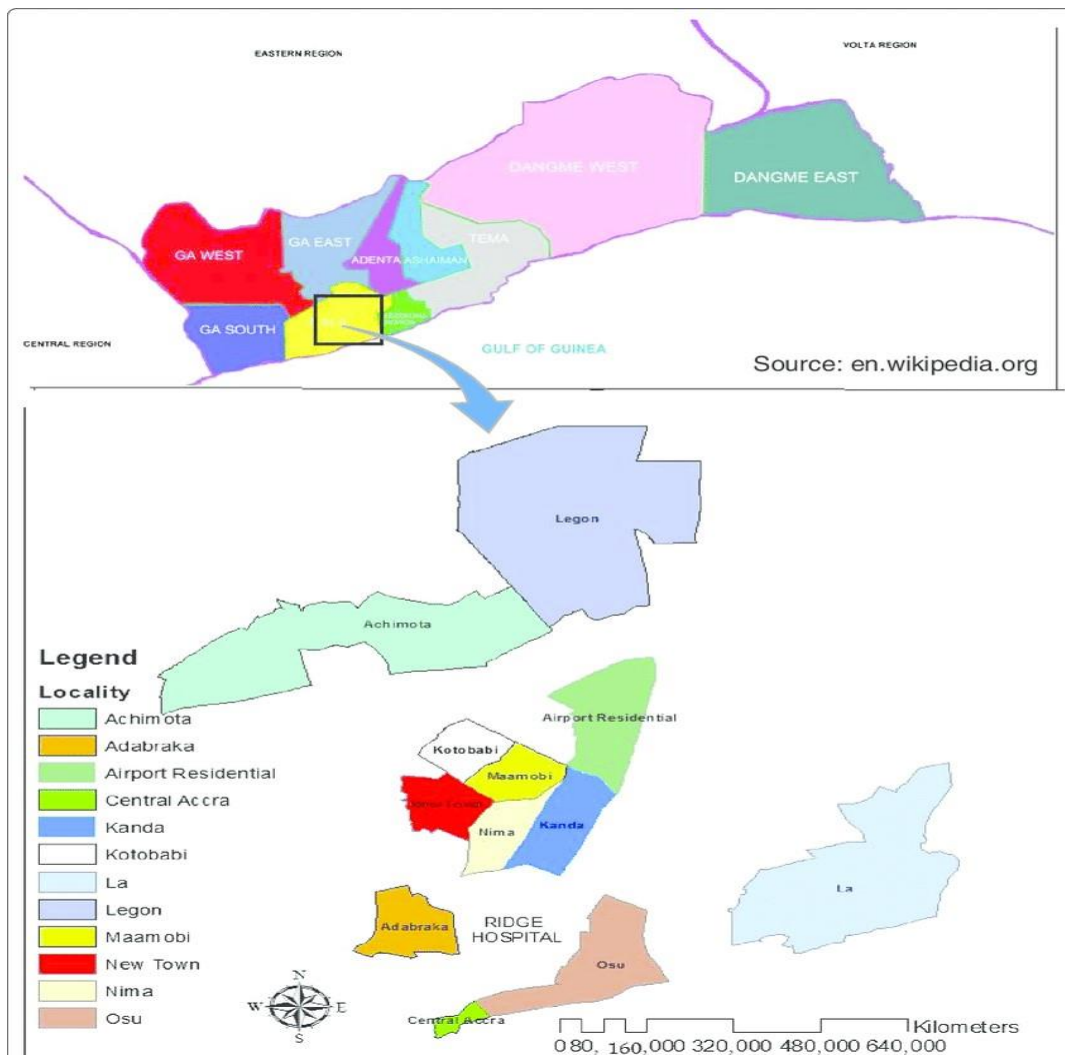 EASTERN REGION
VOLTA REGION
DANGME WEST
DANGME EAST
GA EAST
GA WEST
TEMA
ADENTA
ASHAIMAN
GA SOUTH
CENTRAL REGION
GULF OF GUINEA
Source: en.wikipedia.org
Legon
Achimota
Airport Residential
Kotobabi
Maamobi
Nima
Kanda
La
Adabraka
RIDGE
HOSPITAL
Osu
Central Accra
Legend
Locality
Achimota
Adabraka
Airport Residential
Central Accra
Kanda
Kotobabi
La
Legon
Maamobi
New Town
Nima
Osu
N
W
E
S
Kilometers
080, 160,000 320,000 480,000 640,000